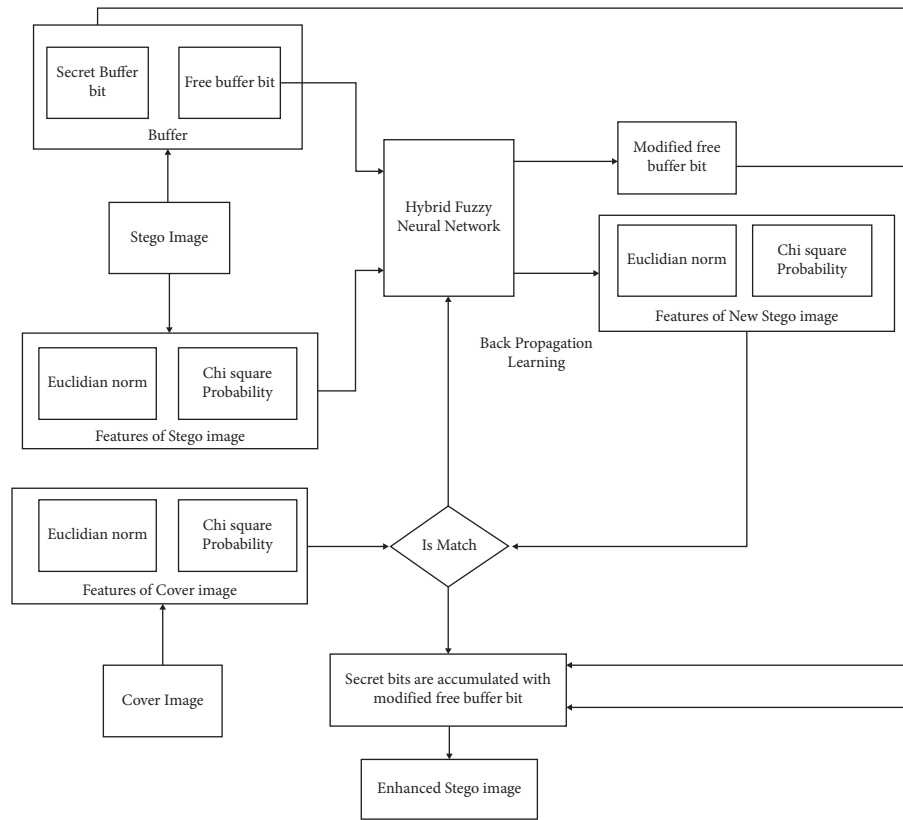 Secret Buffer
bit
Free buffer bit
Buffer
Stego Image
Hybrid Fuzzy
Neural Network
Modified free
buffer bit
Euclidian norm
Chi square
Probability
Features of New Stego image
Back Propagation
Learning
Euclidian norm
Chi square
Probability
Features of Stego image
Euclidian norm
Chi square
Probability
Features of Cover image
Is Match
Cover Image
Secret bits are accumulated with
modified free buffer bit
Enhanced Stego image